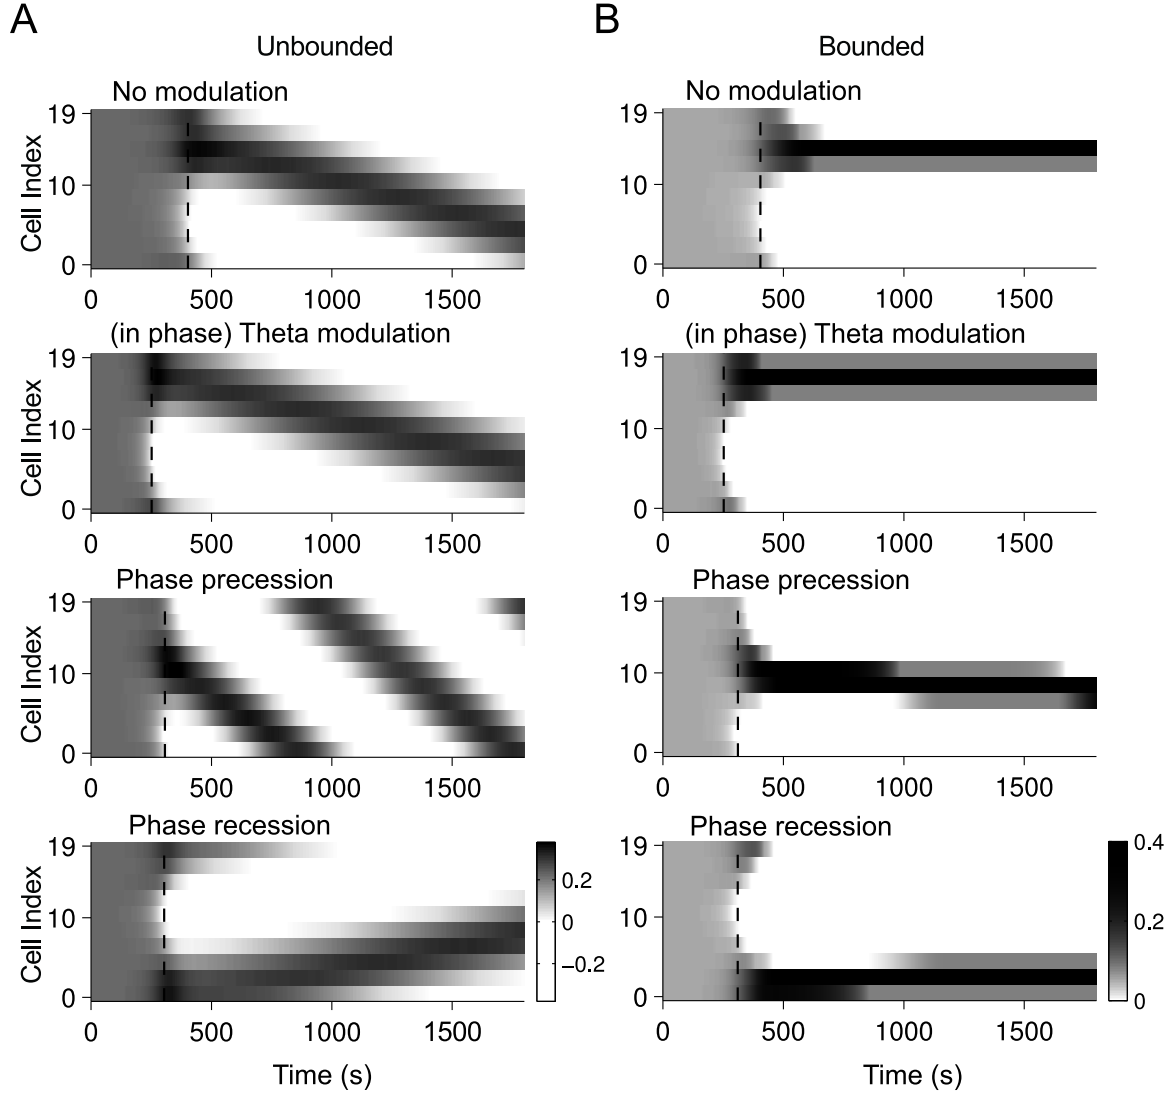 A
B
Unbounded
Bounded
No modulation
Cell Index
19
10
0
0 500 1000 1500
No modulation
19
10
0
0 500 1000 1500
(in phase) Theta modulation
Cell Index
19
10
0
0 500 1000 1500
(in phase) Theta modulation
19
10
0
0 500 1000 1500
Phase precession
Cell Index
19
10
0
0 500 1000 1500
Phase precession
19
10
0
0 500 1000 1500
Phase recession
Cell Index
19
10
0
0.2
0
−0.2
0 500 1000 1500
Time (s)
Phase recession
19
10
0
0.4
0.2
0
0 500 1000 1500
Time (s)